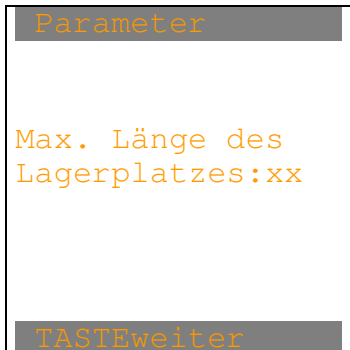 Parameter
Max. Länge des
Lagerplatzes:xx
TASTEweiter